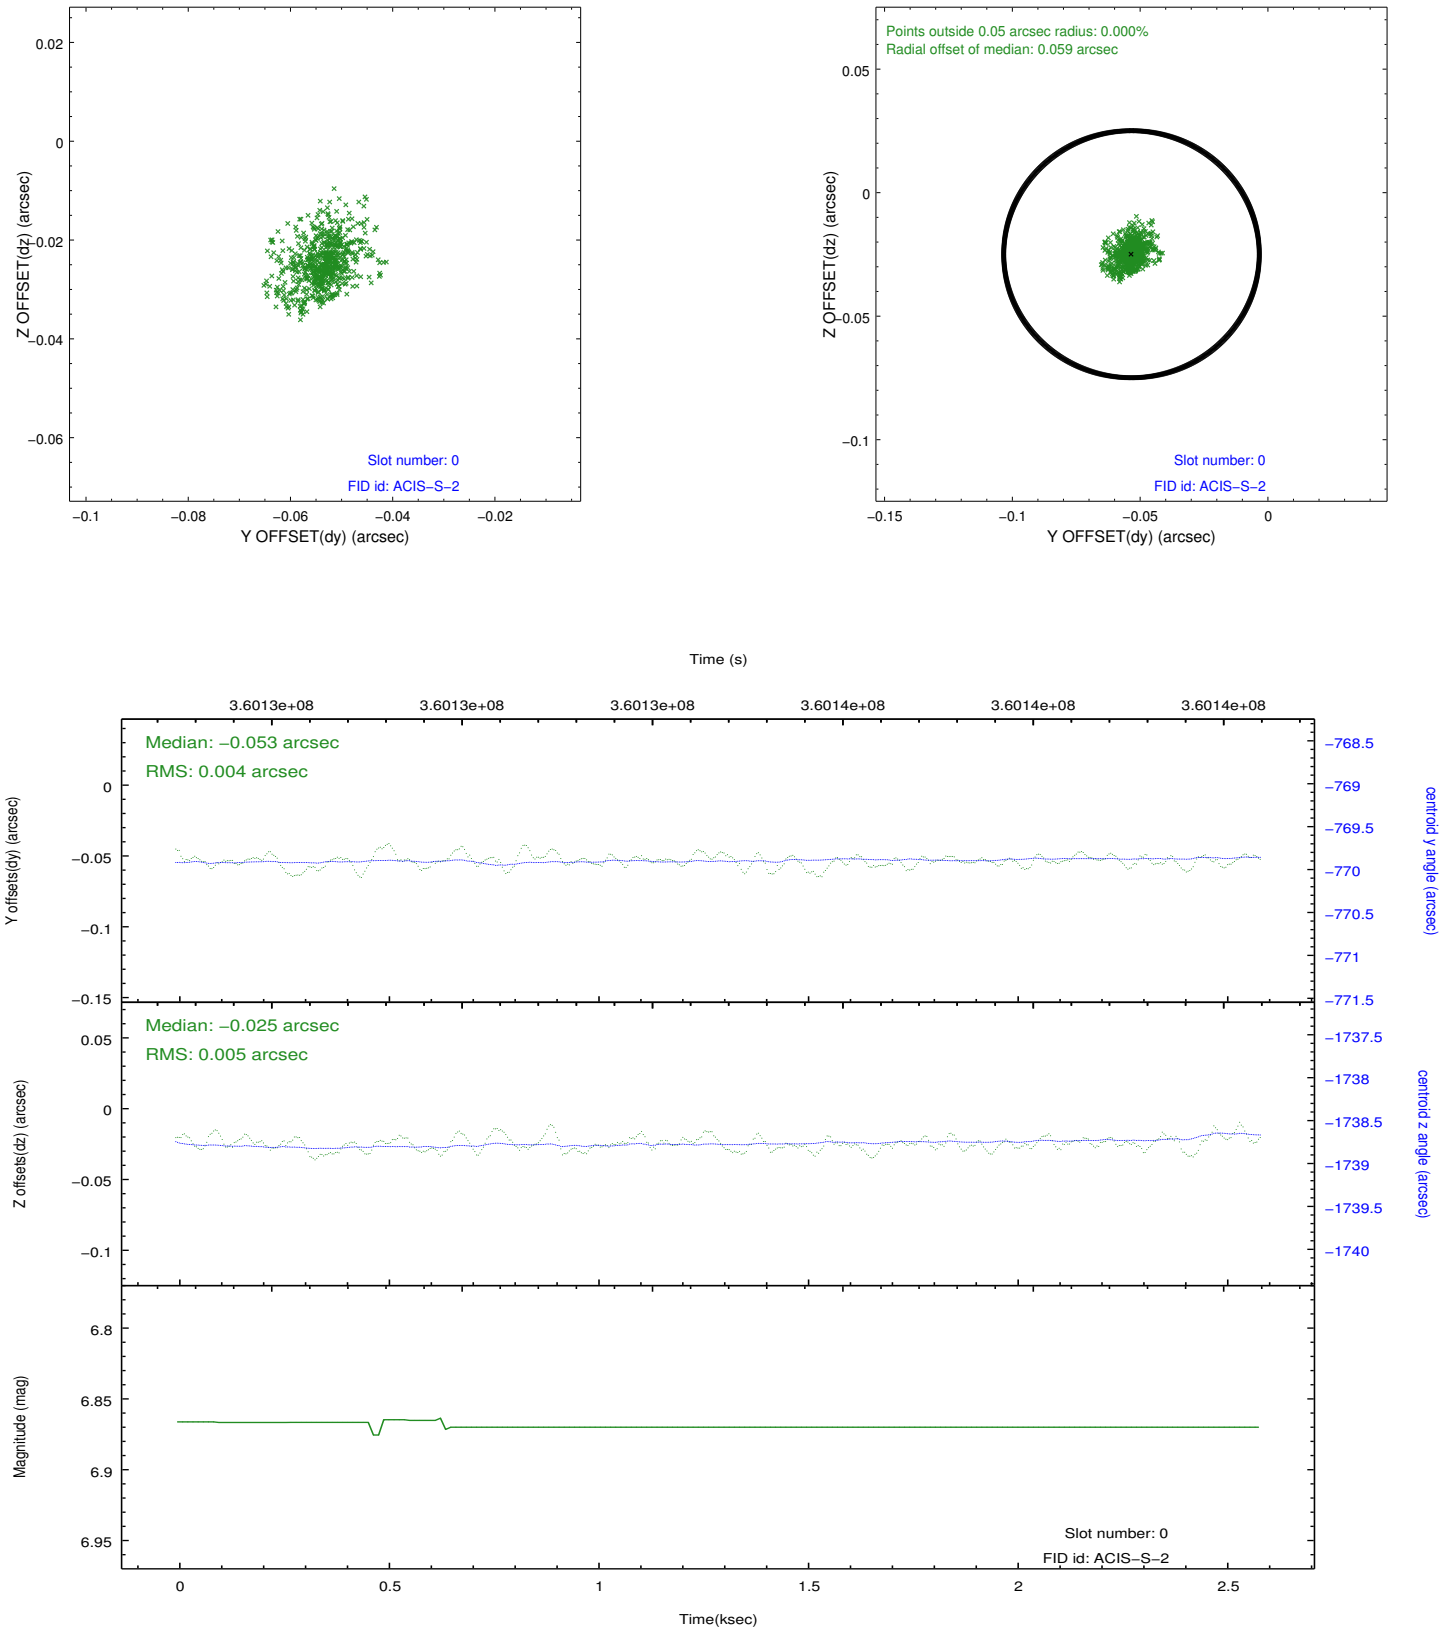 0.02
0
−0.02
−0.04
−0.06
Z OFFSET(dz) (arcsec)
Slot number: 0
FID id: ACIS−S−2
−0.1
−0.08
−0.06
−0.04
−0.02
Y OFFSET(dy) (arcsec)
Points outside 0.05 arcsec radius: 0.000%
Radial offset of median: 0.059 arcsec
0.05
0
−0.05
−0.1
Z OFFSET(dz) (arcsec)
Slot number: 0
FID id: ACIS−S−2
−0.15
−0.1
−0.05
0
Y OFFSET(dy) (arcsec)
Time (s)
3.6013e+08
3.6013e+08
3.6013e+08
3.6014e+08
3.6014e+08
3.6014e+08
Median: −0.053 arcsec
RMS: 0.004 arcsec
0
−0.05
−0.1
−0.15
Y offsets(dy) (arcsec)
−768.5
−769
−769.5
−770
−770.5
−771
−771.5
centroid y angle (arcsec)
Median: −0.025 arcsec
RMS: 0.005 arcsec
0.05
0
−0.05
−0.1
Z offsets(dz) (arcsec)
−1737.5
−1738
−1738.5
−1739
−1739.5
−1740
centroid z angle (arcsec)
6.8
6.85
6.9
6.95
Magnitude (mag)
Slot number: 0
FID id: ACIS−S−2
0
0.5
1
1.5
2
2.5
Time(ksec)